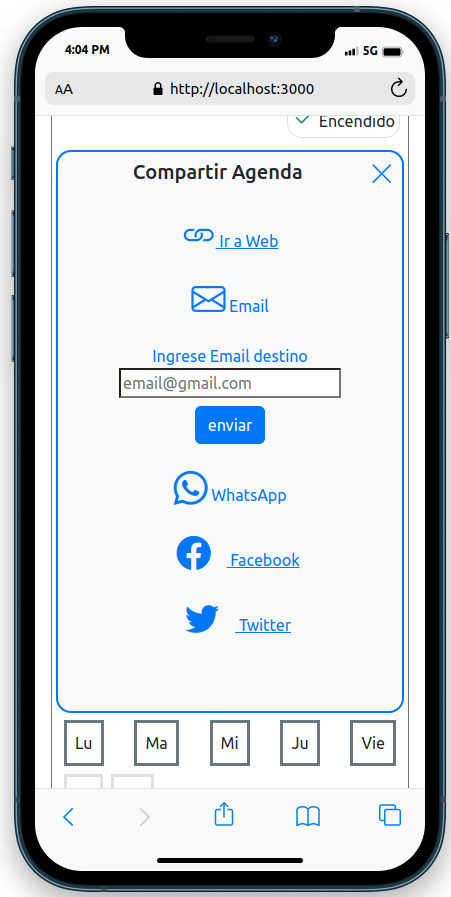 4:04 PM
5G
AA
http://localhost:3000
Encendido
Compartir Agenda
Ir a Web
Email
Ingrese Email destino
email@gmail.com
enviar
WhatsApp
Facebook
Twitter
Lu Ma Mi Ju Vie